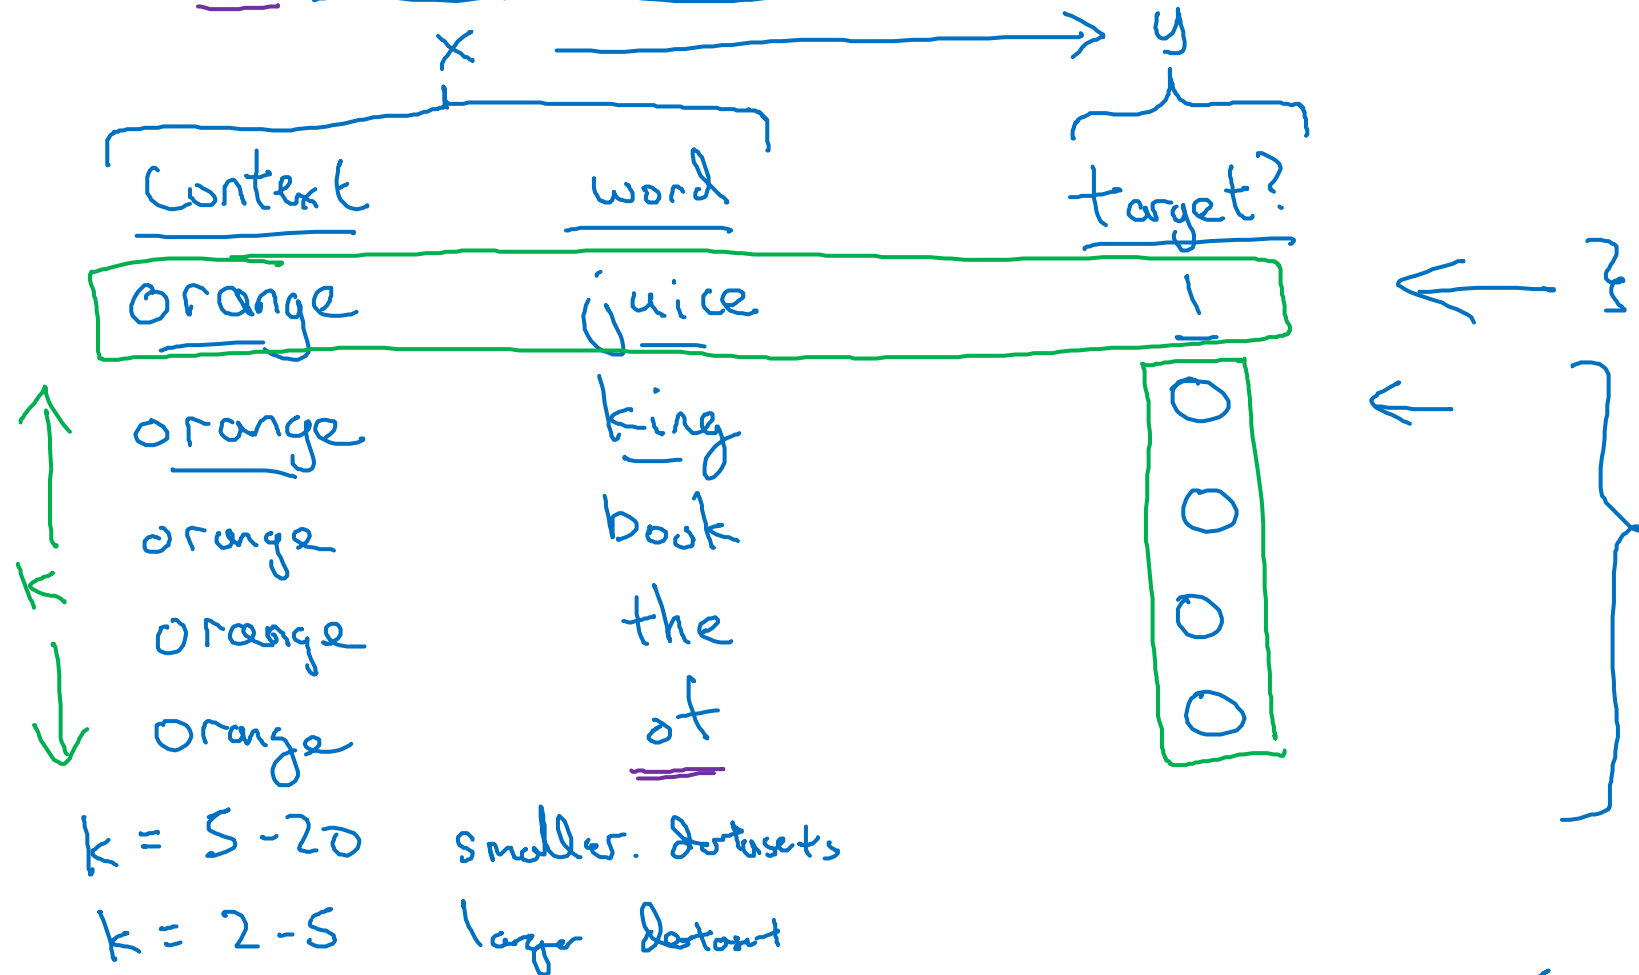 x → y
Context word target?
orange juice 1
orange king 0
orange book 0
k
orange the 0
orange of 0
k = 5-20 smaller. datasets
k = 2-5 larger dataset